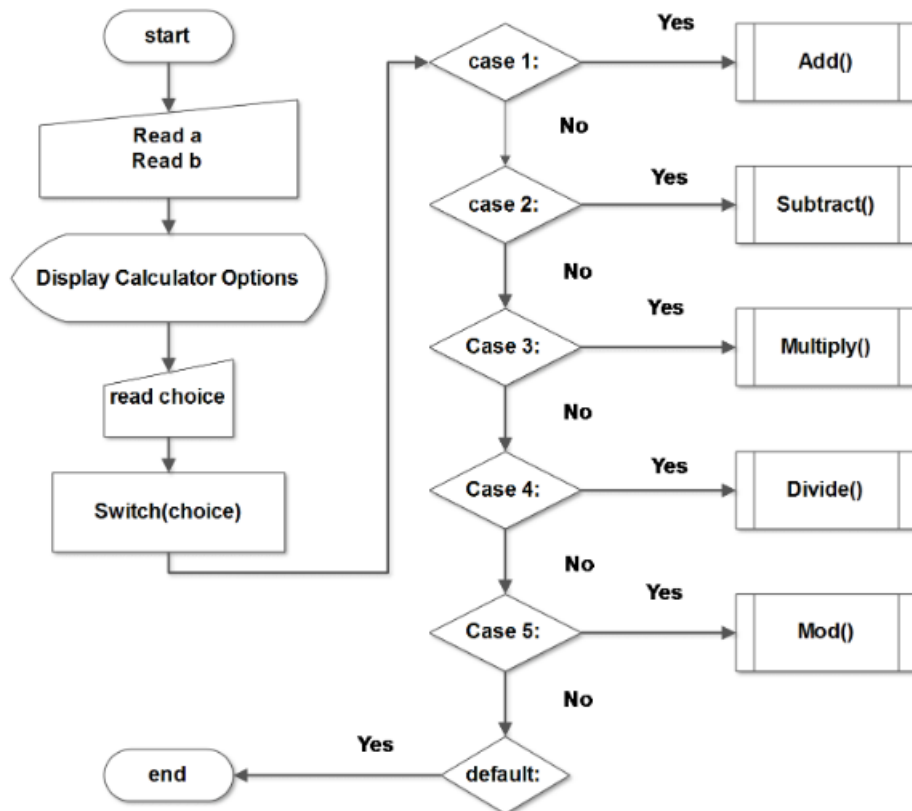 start
Read a
Read b
Display Calculator Options
read choice
Switch(choice)
case 1:
Yes
Add()
No
case 2:
Yes
Subtract()
No
Case 3:
Yes
Multiply()
No
Case 4:
Yes
Divide()
No
Case 5:
Yes
Mod()
No
default:
Yes
end